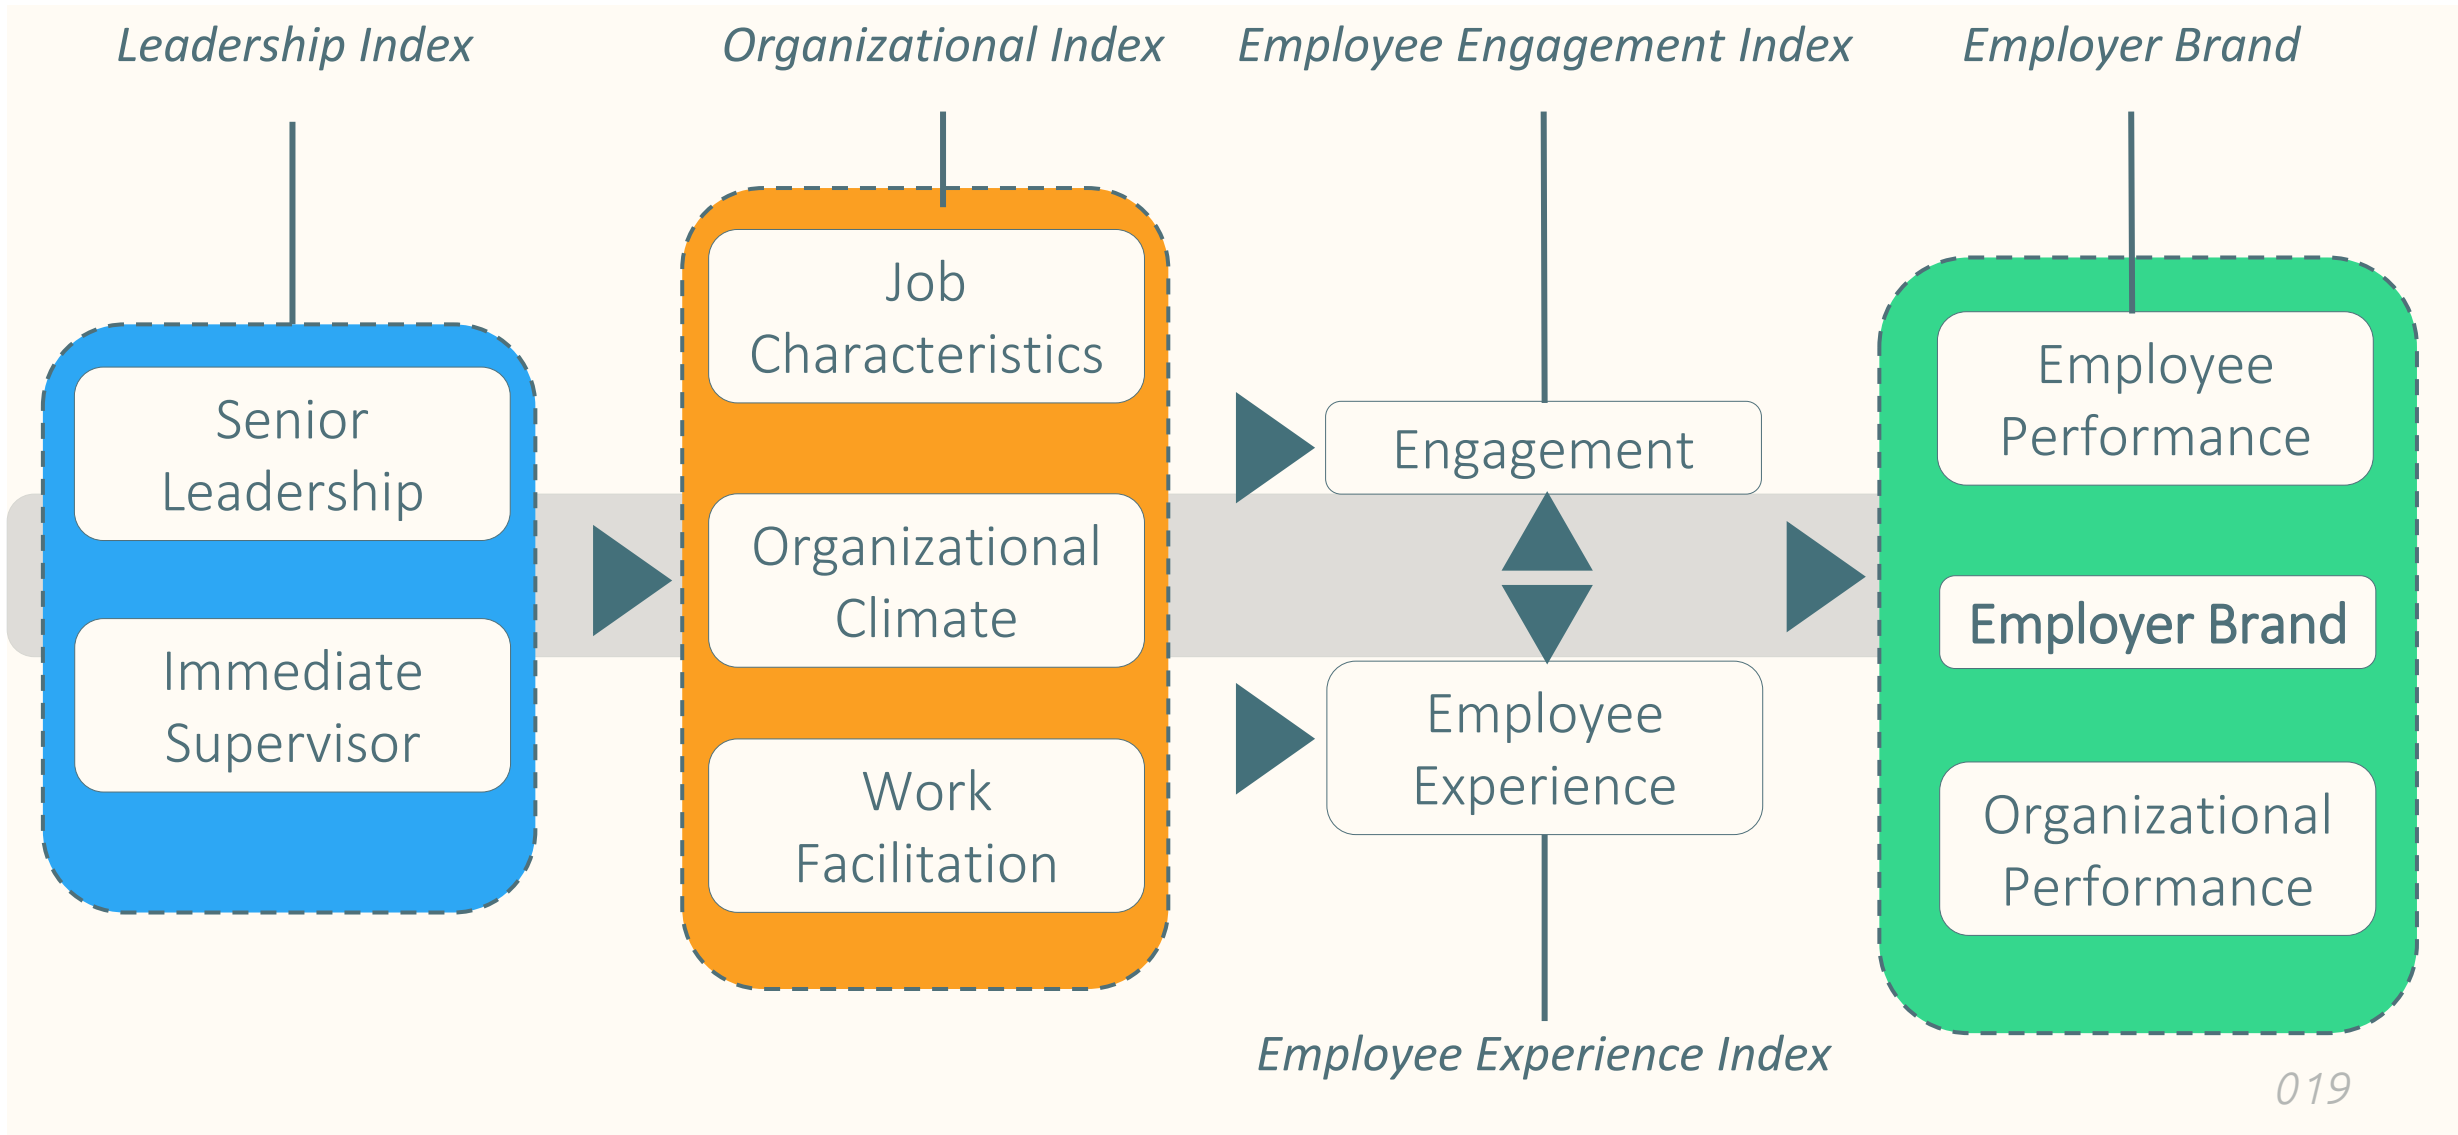 Leadership Index
Organizational Index
Employee Engagement Index
Employer Brand
Senior
Leadership
Immediate
Supervisor
Job
Characteristics
Organizational
Climate
Work
Facilitation
Engagement
Employee
Experience
Employee Experience Index
Employee
Performance
Employer Brand
Organizational
Performance
019